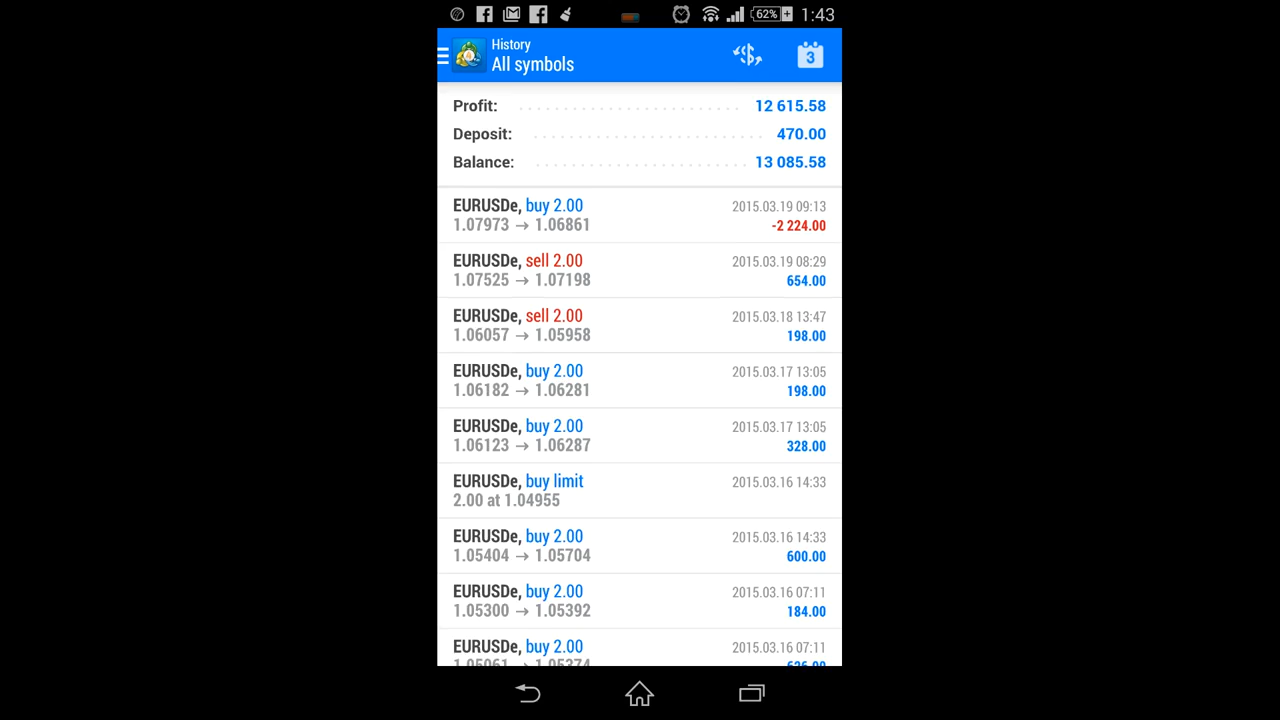 62% 1:43
History
All symbols
3
Profit: 12 615.58
Deposit: 470.00
Balance: 13 085.58
EURUSDe, buy 2.00 2015.03.19 09:13
1.07973 → 1.06861 -2 224.00
EURUSDe, sell 2.00 2015.03.19 08:29
1.07525 → 1.07198 654.00
EURUSDe, sell 2.00 2015.03.18 13:47
1.06057 → 1.05958 198.00
EURUSDe, buy 2.00 2015.03.17 13:05
1.06182 → 1.06281 198.00
EURUSDe, buy 2.00 2015.03.17 13:05
1.06123 → 1.06287 328.00
EURUSDe, buy limit 2015.03.16 14:33
2.00 at 1.04955
EURUSDe, buy 2.00 2015.03.16 14:33
1.05404 → 1.05704 600.00
EURUSDe, buy 2.00 2015.03.16 07:11
1.05300 → 1.05392 184.00
EURUSDe, buy 2.00 2015.03.16 07:11
1.05061 → 1.05374 626.00